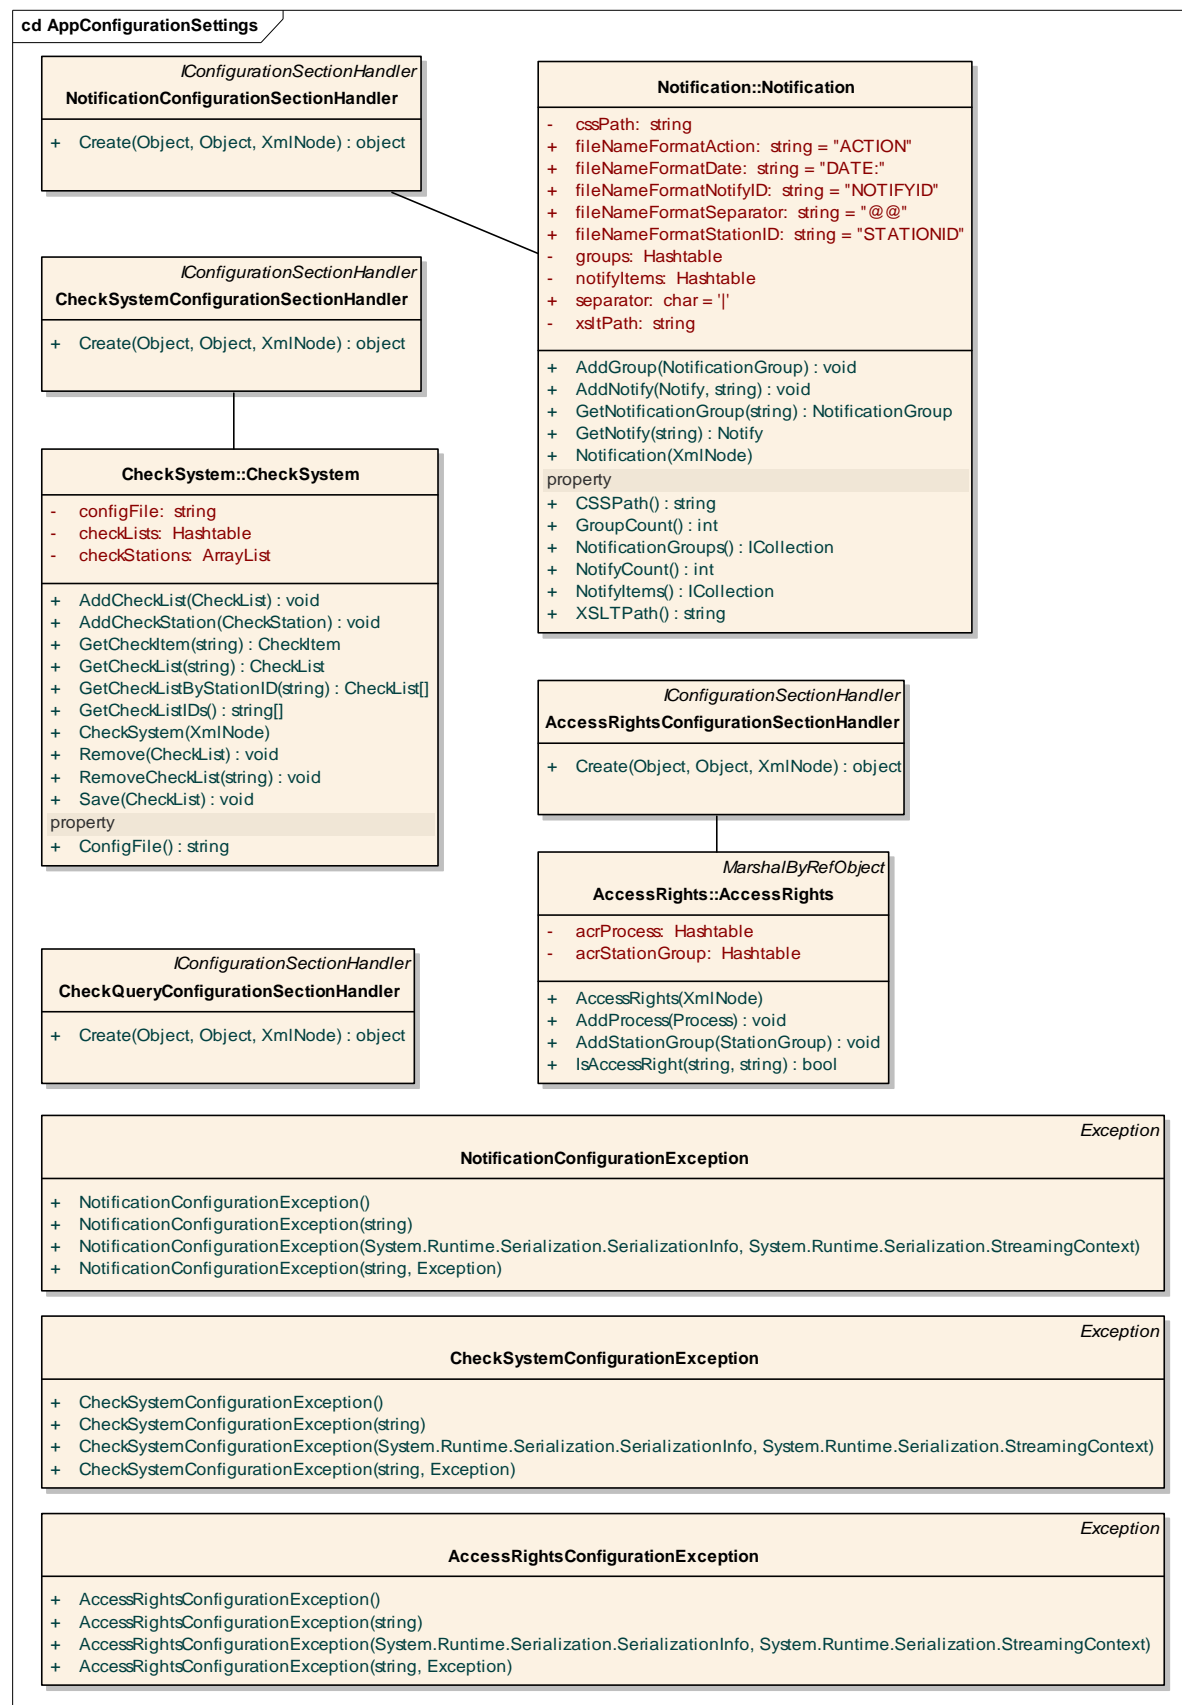 cd AppConfigurationSettings
IConfigurationSectionHandler
NotificationConfigurationSectionHandler
+ Create(Object, Object, XmlNode) : object
Notification::Notification
- cssPath: string
+ fileNameFormatAction: string = "ACTION"
+ fileNameFormatDate: string = "DATE:"
+ fileNameFormatNotifyID: string = "NOTIFYID"
+ fileNameFormatSeparator: string = "@@"
+ fileNameFormatStationID: string = "STATIONID"
- groups: Hashtable
- notifyItems: Hashtable
+ separator: char = '|'
- xsltPath: string
+ AddGroup(NotificationGroup) : void
+ AddNotify(Notify, string) : void
+ GetNotificationGroup(string) : NotificationGroup
+ GetNotify(string) : Notify
+ Notification(XmlNode)
property
+ CSSPath() : string
+ GroupCount() : int
+ NotificationGroups() : ICollection
+ NotifyCount() : int
+ NotifyItems() : ICollection
+ XSLTPath() : string
IConfigurationSectionHandler
CheckSystemConfigurationSectionHandler
+ Create(Object, Object, XmlNode) : object
CheckSystem::CheckSystem
- configFile: string
- checkLists: Hashtable
- checkStations: ArrayList
+ AddCheckList(CheckList) : void
+ AddCheckStation(CheckStation) : void
+ GetCheckItem(string) : CheckItem
+ GetCheckList(string) : CheckList
+ GetCheckListByStationID(string) : CheckList[]
+ GetCheckListIDs() : string[]
+ CheckSystem(XmlNode)
+ Remove(CheckList) : void
+ RemoveCheckList(string) : void
+ Save(CheckList) : void
property
+ ConfigFile() : string
IConfigurationSectionHandler
AccessRightsConfigurationSectionHandler
+ Create(Object, Object, XmlNode) : object
MarshalByRefObject
AccessRights::AccessRights
- acrProcess: Hashtable
- acrStationGroup: Hashtable
+ AccessRights(XmlNode)
+ AddProcess(Process) : void
+ AddStationGroup(StationGroup) : void
+ IsAccessRight(string, string) : bool
IConfigurationSectionHandler
CheckQueryConfigurationSectionHandler
+ Create(Object, Object, XmlNode) : object
Exception
NotificationConfigurationException
+ NotificationConfigurationException()
+ NotificationConfigurationException(string)
+ NotificationConfigurationException(System.Runtime.Serialization.SerializationInfo, System.Runtime.Serialization.StreamingContext)
+ NotificationConfigurationException(string, Exception)
Exception
CheckSystemConfigurationException
+ CheckSystemConfigurationException()
+ CheckSystemConfigurationException(string)
+ CheckSystemConfigurationException(System.Runtime.Serialization.SerializationInfo, System.Runtime.Serialization.StreamingContext)
+ CheckSystemConfigurationException(string, Exception)
Exception
AccessRightsConfigurationException
+ AccessRightsConfigurationException()
+ AccessRightsConfigurationException(string)
+ AccessRightsConfigurationException(System.Runtime.Serialization.SerializationInfo, System.Runtime.Serialization.StreamingContext)
+ AccessRightsConfigurationException(string, Exception)